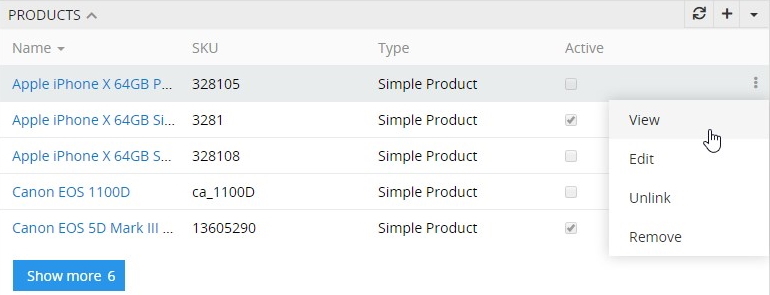 PRODUCTS
Name SKU Type Active
Apple iPhone X 64GB P... 328105 Simple Product
Apple iPhone X 64GB Si... 3281 Simple Product
View
Apple iPhone X 64GB S... 328108 Simple Product
Edit
Canon EOS 1100D ca_1100D Simple Product
Unlink
Canon EOS 5D Mark III ... 13605290 Simple Product
Remove
Show more 6